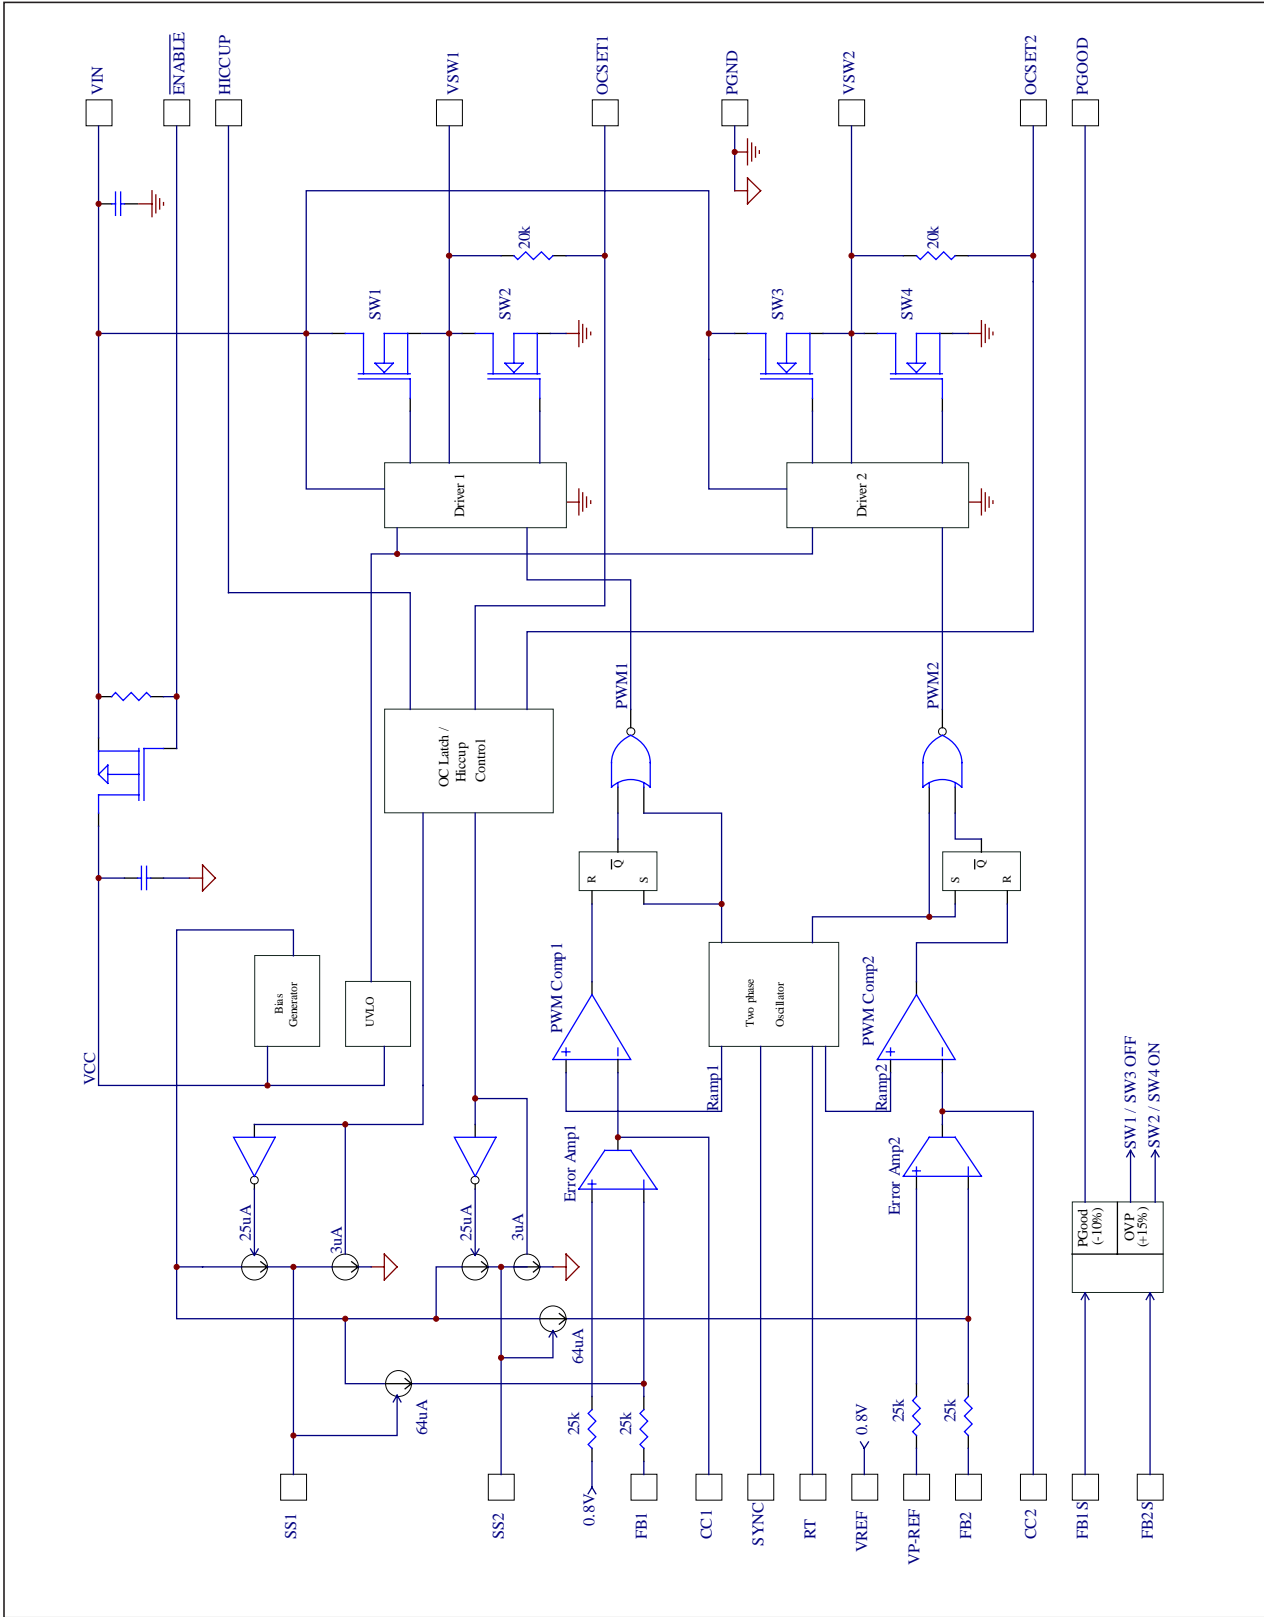 VIN
ENABLE
HICCUP
VSW1
OCSET1
PGND
VSW2
OCSET2
PGOOD
20k
20k
SW1
SW2
SW3
SW4
Driver 1
Driver 2
PWM1
PWM2
OC Latch /
Hiccup
Control
R
Q
S
S
Q
R
Bias
Generator
UVLO
VCC
PWM Comp1
+
−
Two phase
Oscillator
PWM Comp2
+
−
Ramp1
Ramp2
Error Amp1
+
−
Error Amp2
+
−
25uA
3uA
25uA
3uA
64uA
64uA
PGood
(-10%)
OVP
(+15%)
SW1 / SW3 OFF
SW2 / SW4 ON
25k
25k
0.8V
25k
25k
SS1
SS2
0.8V
FB1
CC1
SYNC
RT
VREF
VP-REF
FB2
CC2
FB1S
FB2S